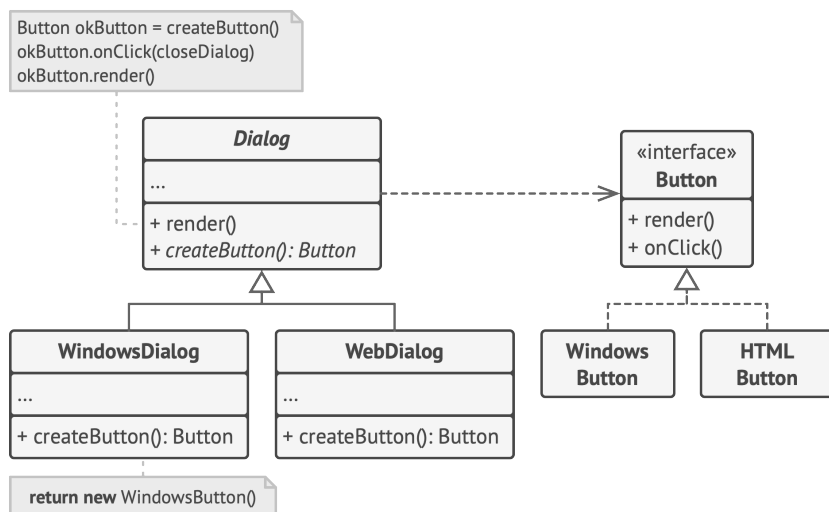 Button okButton = createButton()
okButton.onClick(closeDialog)
okButton.render()
Dialog
...
+ render()
+ createButton(): Button
«interface»
Button
+ render()
+ onClick()
WindowsDialog
...
+ createButton(): Button
WebDialog
...
+ createButton(): Button
Windows
Button
HTML
Button
return new WindowsButton()